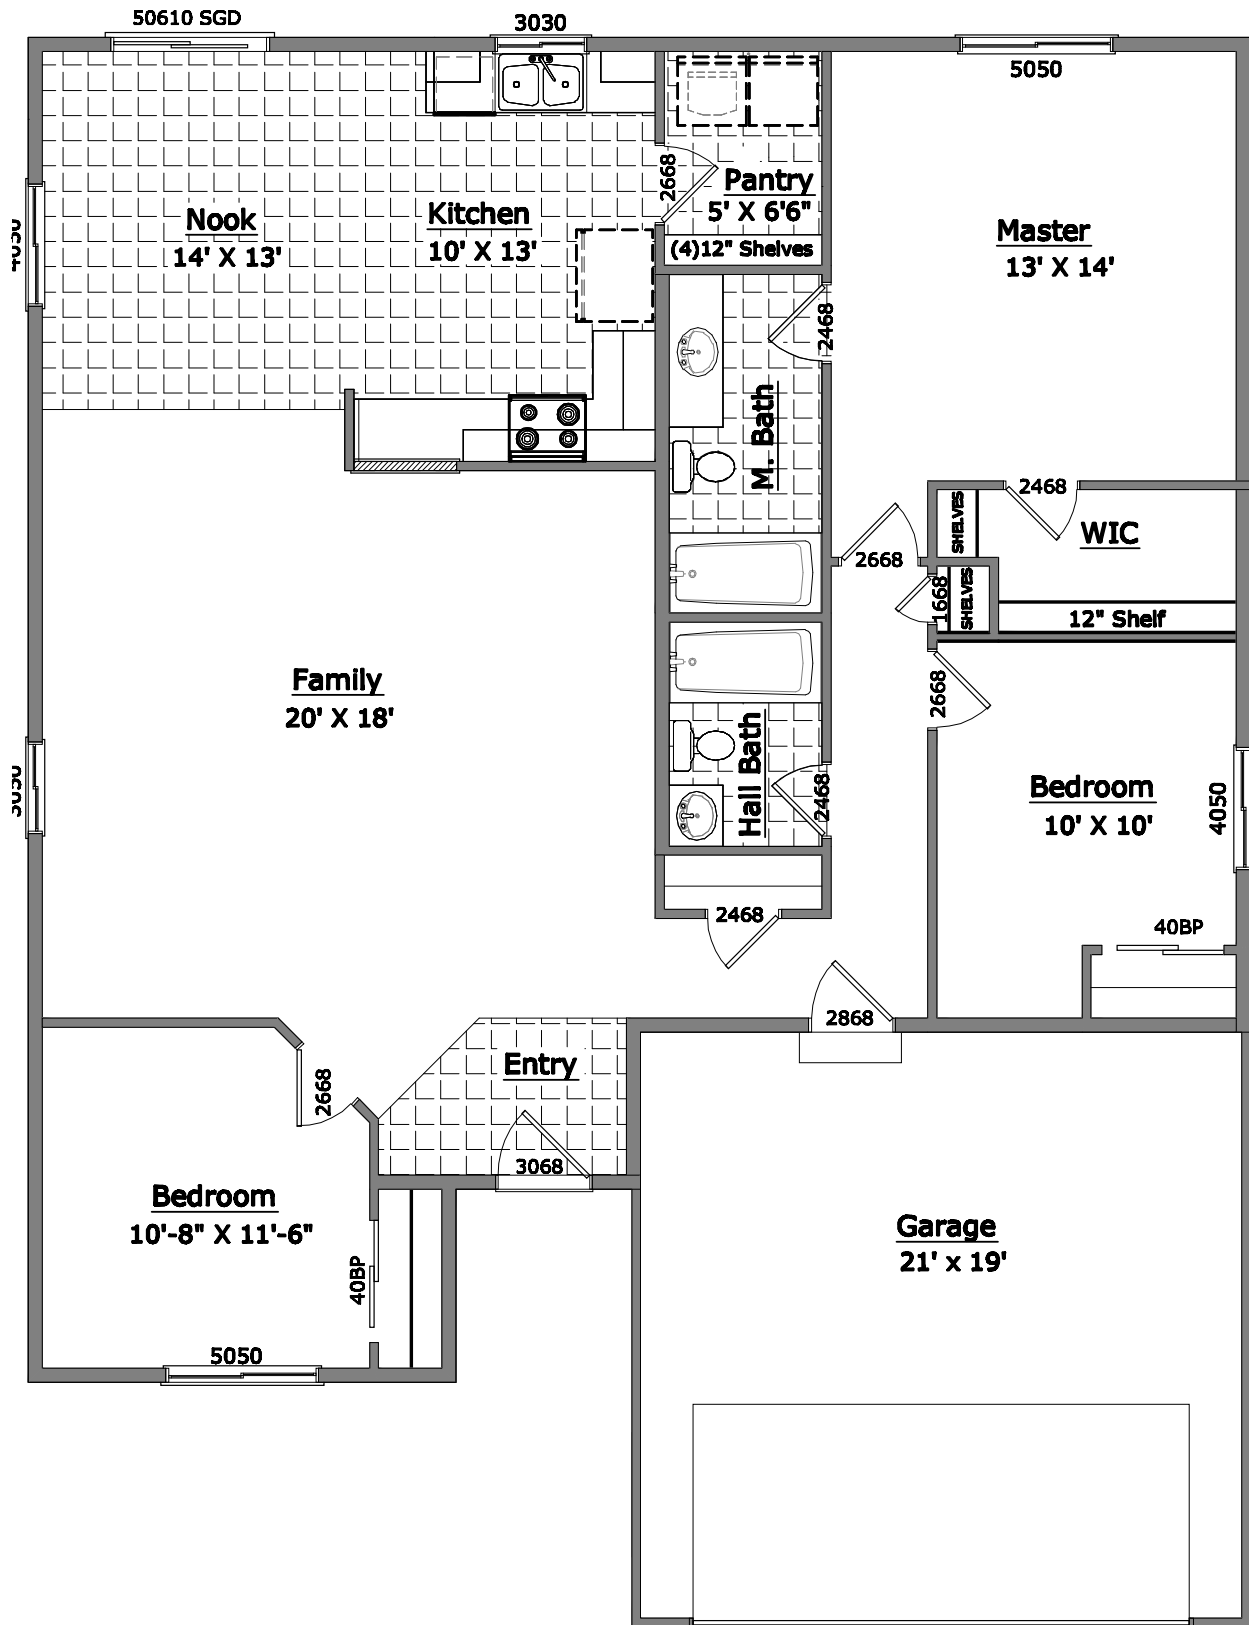 50610 SGD
3030
5050
2668
Pantry
5' X 6'6"
(4)12" Shelves
Nook
14' X 13'
Kitchen
10' X 13'
Master
13' X 14'
2468
M. Bath
2468
SHELVES
WIC
2668
1668
SHELVES
12" Shelf
Family
20' X 18'
2668
Hall Bath
2468
Bedroom
10' X 10'
4050
2468
40BP
2868
Entry
2668
3068
Bedroom
10'-8" X 11'-6"
40BP
Garage
21' x 19'
5050